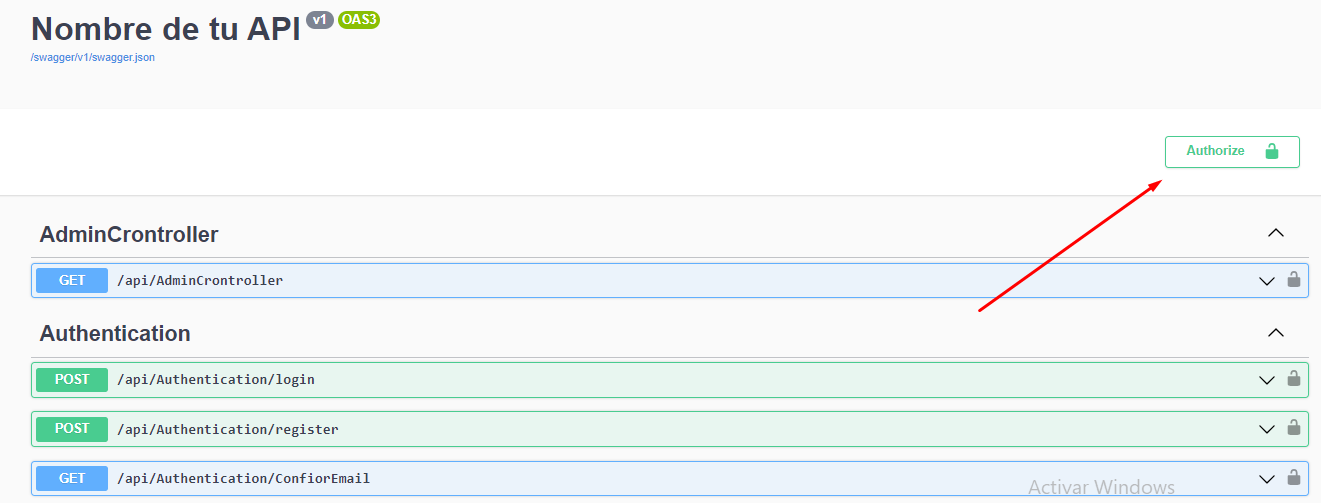 Nombre de tu API v1 OAS3
/swagger/v1/swagger.json
Authorize
AdminCrontroller
GET /api/AdminCrontroller
Authentication
POST /api/Authentication/login
POST /api/Authentication/register
GET /api/Authentication/ConfiorEmail
Activar Windows